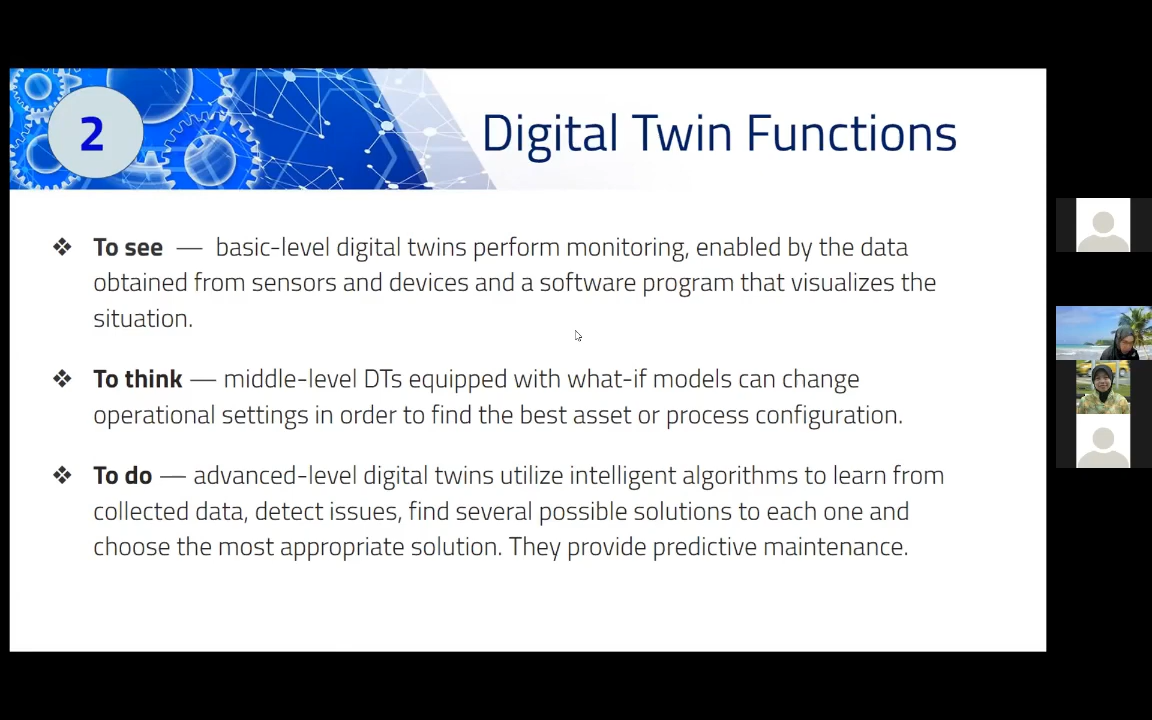 2
Digital Twin Functions
❖ To see — basic-level digital twins perform monitoring, enabled by the data
obtained from sensors and devices and a software program that visualizes the
situation.
❖ To think — middle-level DTs equipped with what-if models can change
operational settings in order to find the best asset or process configuration.
❖ To do — advanced-level digital twins utilize intelligent algorithms to learn from
collected data, detect issues, find several possible solutions to each one and
choose the most appropriate solution. They provide predictive maintenance.